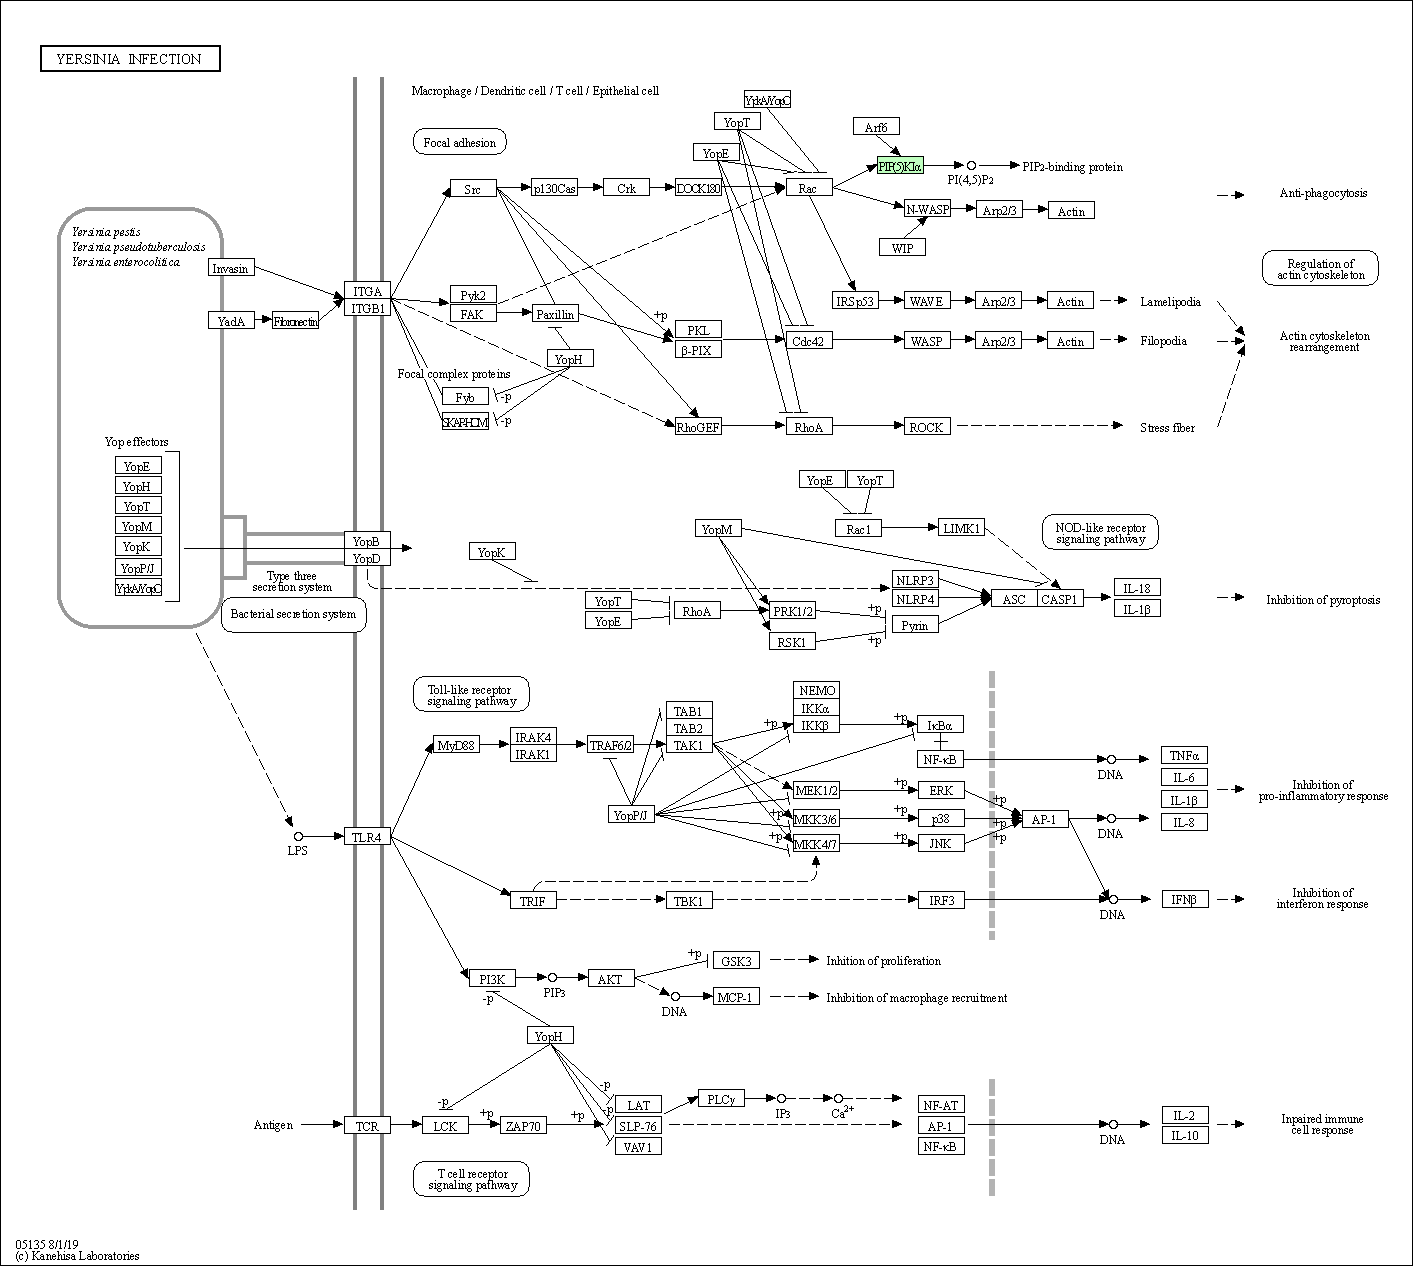 YERSINIA INFECTION
Macrophage / Dendritic cell / T cell / Epithelial cell
Focal adhesion
YpkA/YopO
YopT
YopE
Arf6
PIP(5)KIα
PI(4,5)P2
PIP2-binding protein
Src
p130Cas
Crk
DOCK180
Rac
N-WASP
Arp2/3
Actin
WIP
Anti-phagocytosis
Regulation of
actin cytoskeleton
Yersinia pestis
Yersinia pseudotuberculosis
Yersinia enterocolitica
Invasin
YadA
Fibronectin
ITGA
ITGB1
Pyk2
FAK
Paxillin
+p
PKL
β-PIX
IRSp53
WAVE
Arp2/3
Actin
Lamelipodia
Cdc42
WASP
Arp2/3
Actin
Filopodia
Actin cytoskeleton
rearrangement
YopH
Focal complex proteins
Fyb
-p
SKAPHOM
-p
RhoGEF
RhoA
ROCK
Stress fiber
Yop effectors
YopE
YopH
YopT
YopM
YopK
YopP/J
YpkA/YopO
YopB
YopD
Type three
secretion system
Bacterial secretion system
YopK
YopE
YopT
YopM
Rac1
LIMK1
NOD-like receptor
signaling pathway
NLRP3
NLRP4
YopT
YopE
RhoA
PRK1/2
+p
RSK1
+p
Pyrin
ASC
CASP1
IL-18
IL-1β
Inhibition of pyroptosis
Toll-like receptor
signaling pathway
MyD88
IRAK4
IRAK1
TRAF6/2
TAB1
TAB2
TAK1
+p
NEMO
IKKα
IKKβ
+p
IκBα
NF-κB
DNA
TNFα
IL-6
IL-1β
IL-8
Inhibition of
pro-inflammatory response
YopP/J
MEK1/2
+p
ERK
+p
+p
MKK3/6
+p
p38
+p
AP-1
DNA
+p
MKK4/7
+p
JNK
+p
LPS
TLR4
TRIF
TBK1
IRF3
DNA
IFNβ
Inhibition of
interferon response
PI3K
-p
PIP3
AKT
+p
GSK3
Inhition of proliferation
DNA
MCP-1
Inhibition of macrophage recruitment
YopH
-p
-p
-p
Antigen
TCR
LCK
+p
ZAP70
+p
LAT
SLP-76
VAV1
PLCγ
IP3
Ca2+
NF-AT
AP-1
NF-κB
DNA
IL-2
IL-10
Inpaired immune
cell response
T cell receptor
signaling pathway
05135 8/1/19
(c) Kanehisa Laboratories